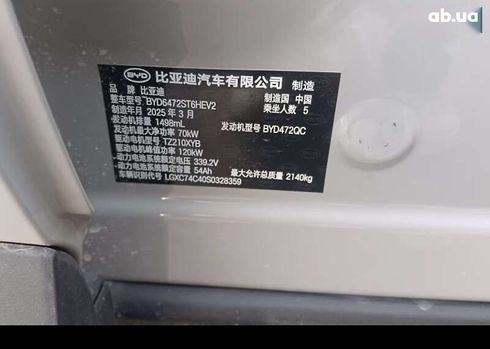 ab.ua
BYD 比亚迪汽车有限公司 制造
品 牌 比亚迪 制造国 中国
整车型号 BYD6472ST6HEV2 乘坐人数 5
制造年月 2025 年 3 月
发动机排量 1498mL 发动机型号 BYD472QC
发动机最大净功率 70kW
驱动电机型号 TZ210XYB
驱动电机峰值功率 120kW
动力电池系统额定电压 339.2V
动力电池系统额定容量 54Ah 最大允许总质量 2140kg
车辆识别代号 LGXC74C40S0328359